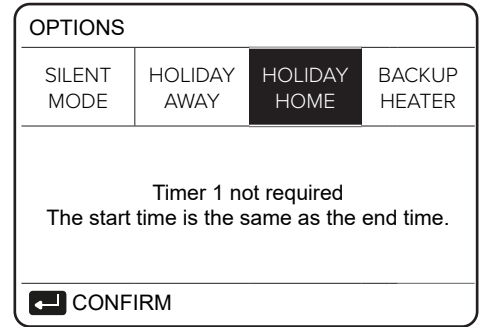 OPTIONS
SILENT MODE
HOLIDAY AWAY
HOLIDAY HOME
BACKUP HEATER
Timer 1 not required
The start time is the same as the end time.
CONFIRM